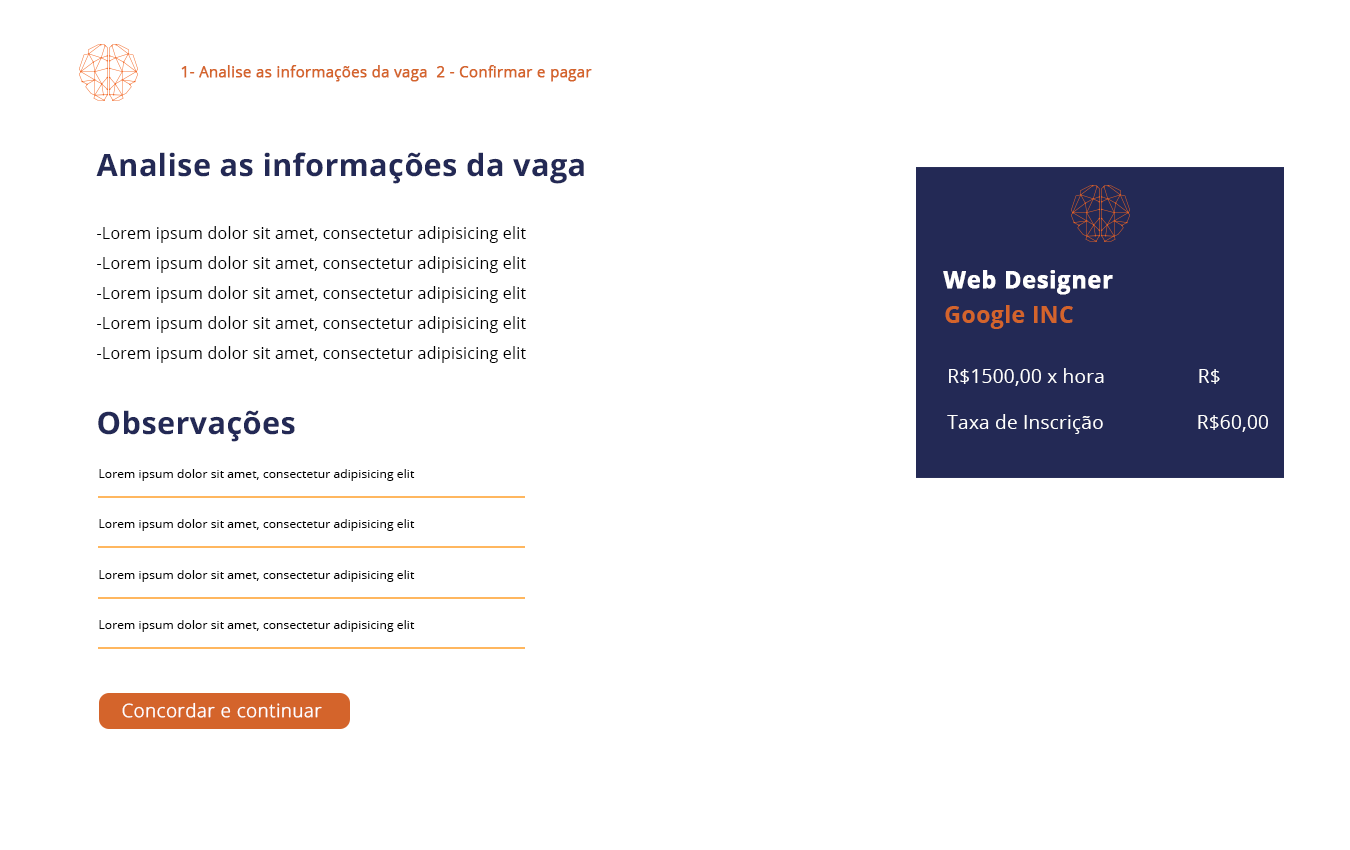 1- Analise as informações da vaga  2 - Confirmar e pagar
Analise as informações da vaga
-Lorem ipsum dolor sit amet, consectetur adipisicing elit
-Lorem ipsum dolor sit amet, consectetur adipisicing elit
-Lorem ipsum dolor sit amet, consectetur adipisicing elit
-Lorem ipsum dolor sit amet, consectetur adipisicing elit
-Lorem ipsum dolor sit amet, consectetur adipisicing elit
Observações
Lorem ipsum dolor sit amet, consectetur adipisicing elit
Lorem ipsum dolor sit amet, consectetur adipisicing elit
Lorem ipsum dolor sit amet, consectetur adipisicing elit
Lorem ipsum dolor sit amet, consectetur adipisicing elit
Concordar e continuar
Web Designer
Google INC
R$1500,00 x hora R$
Taxa de Inscrição R$60,00